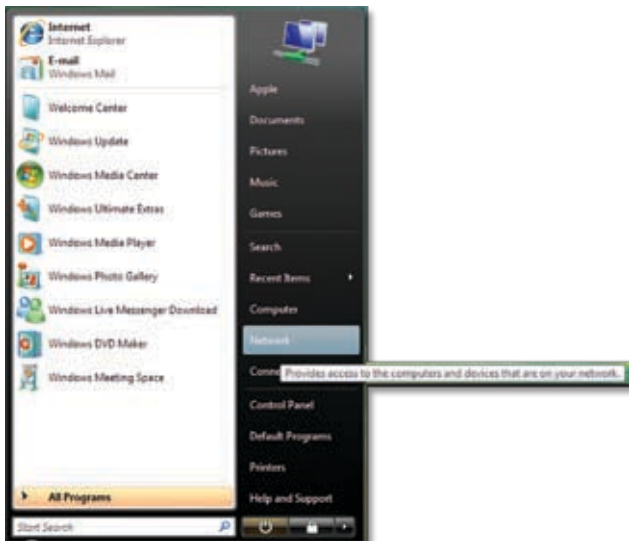 Internet
Internet Explorer
E-mail
Windows Mail
Welcome Center
Windows Update
Windows Media Center
Windows Ultimate Extras
Windows Media Player
Windows Photo Gallery
Windows Live Messenger Download
Windows DVD Maker
Windows Meeting Space
All Programs
Start Search
Apple
Documents
Pictures
Music
Games
Search
Recent Items
Computer
Network
Conne
Provides access to the computers and devices that are on your network.
Control Panel
Default Programs
Printers
Help and Support